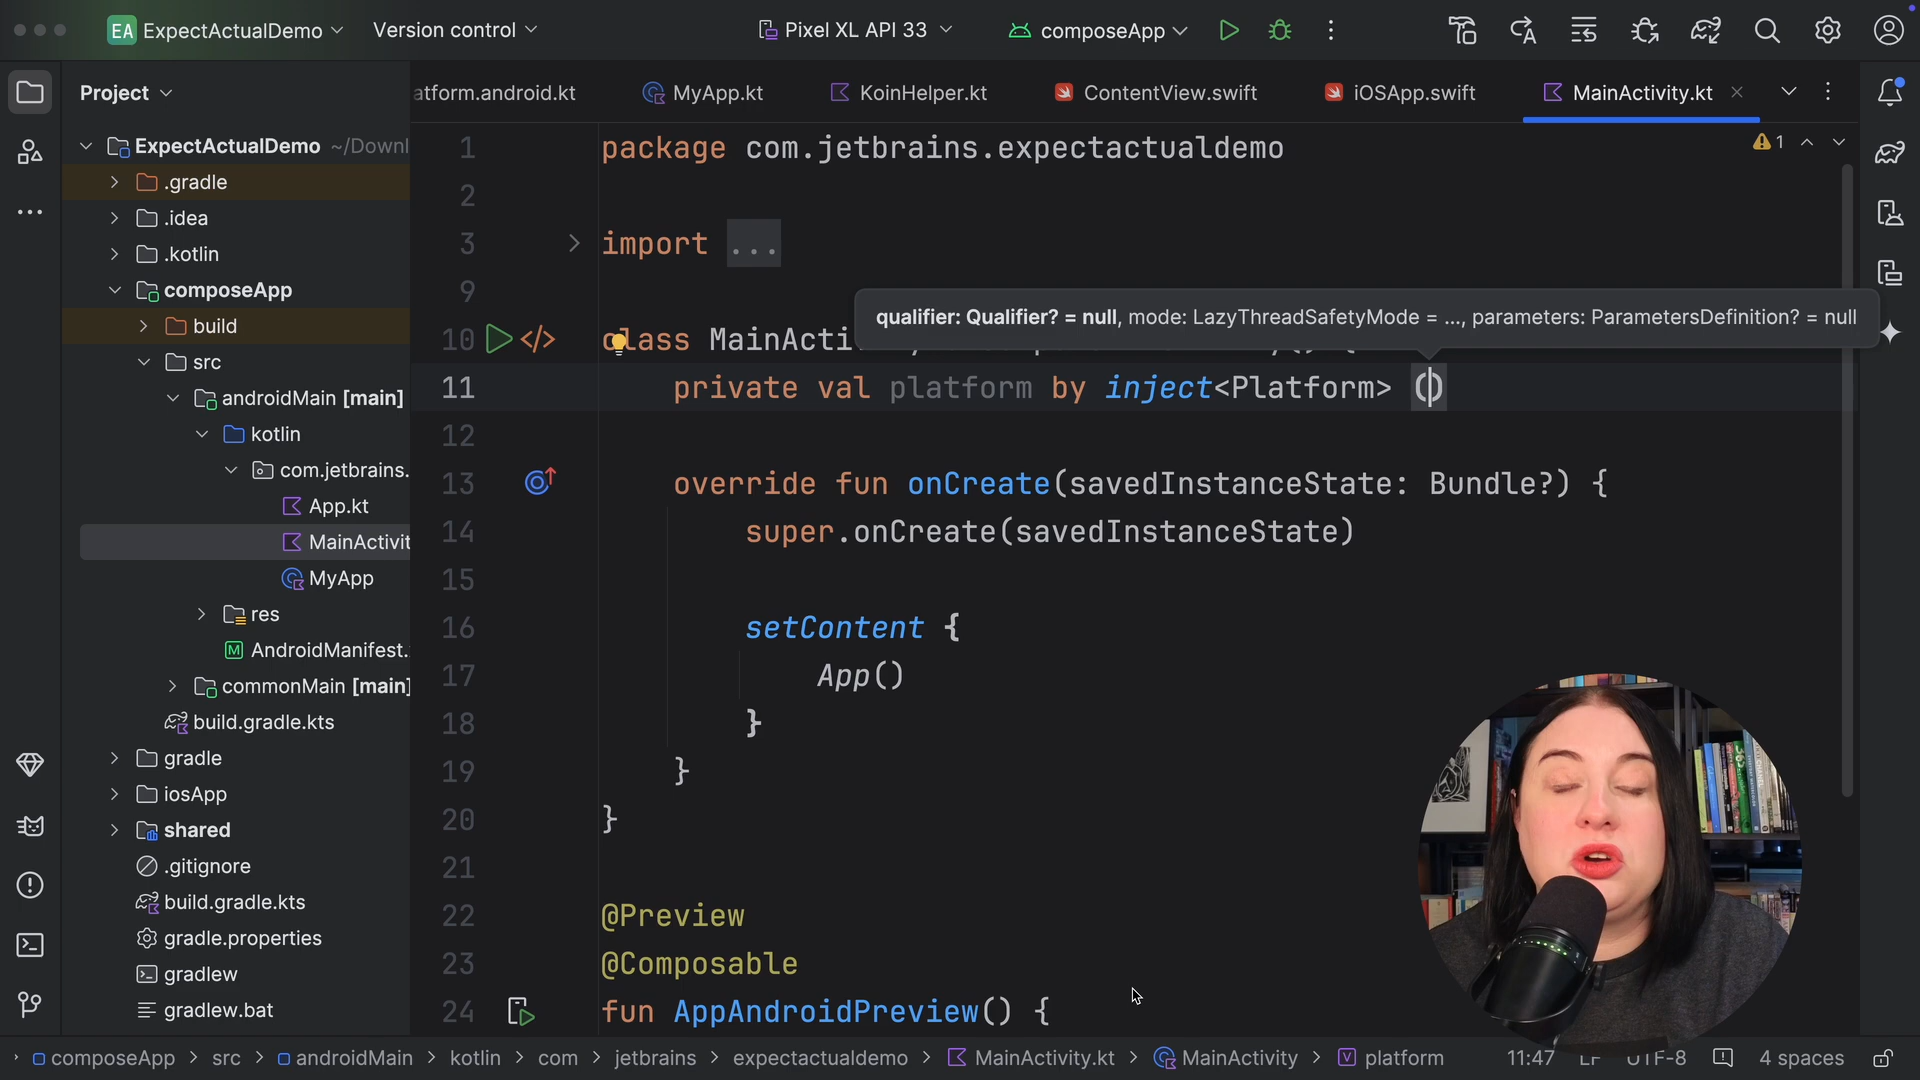 EA ExpectActualDemo Version control Pixel XL API 33 composeApp
Project
atform.android.kt MyApp.kt KoinHelper.kt ContentView.swift iOSApp.swift MainActivity.kt
ExpectActualDemo ~/Downl
.gradle
.idea
.kotlin
composeApp
build
src
androidMain [main]
kotlin
com.jetbrains.
App.kt
MainActivit
MyApp
res
AndroidManifest.
commonMain [main]
build.gradle.kts
gradle
iosApp
shared
.gitignore
build.gradle.kts
gradle.properties
gradlew
gradlew.bat
1 package com.jetbrains.expectactualdemo
2
3 import ...
9
qualifier: Qualifier? = null, mode: LazyThreadSafetyMode = ..., parameters: ParametersDefinition? = null
10 class MainActi
11 private val platform by inject<Platform> ()
12
13 override fun onCreate(savedInstanceState: Bundle?) {
14 super.onCreate(savedInstanceState)
15
16 setContent {
17 App()
18 }
19 }
20 }
21
22 @Preview
23 @Composable
24 fun AppAndroidPreview() {
1
composeApp > src > androidMain > kotlin > com > jetbrains > expectactualdemo > MainActivity.kt > MainActivity > platform 11:47 LF UTF-8 4 spaces